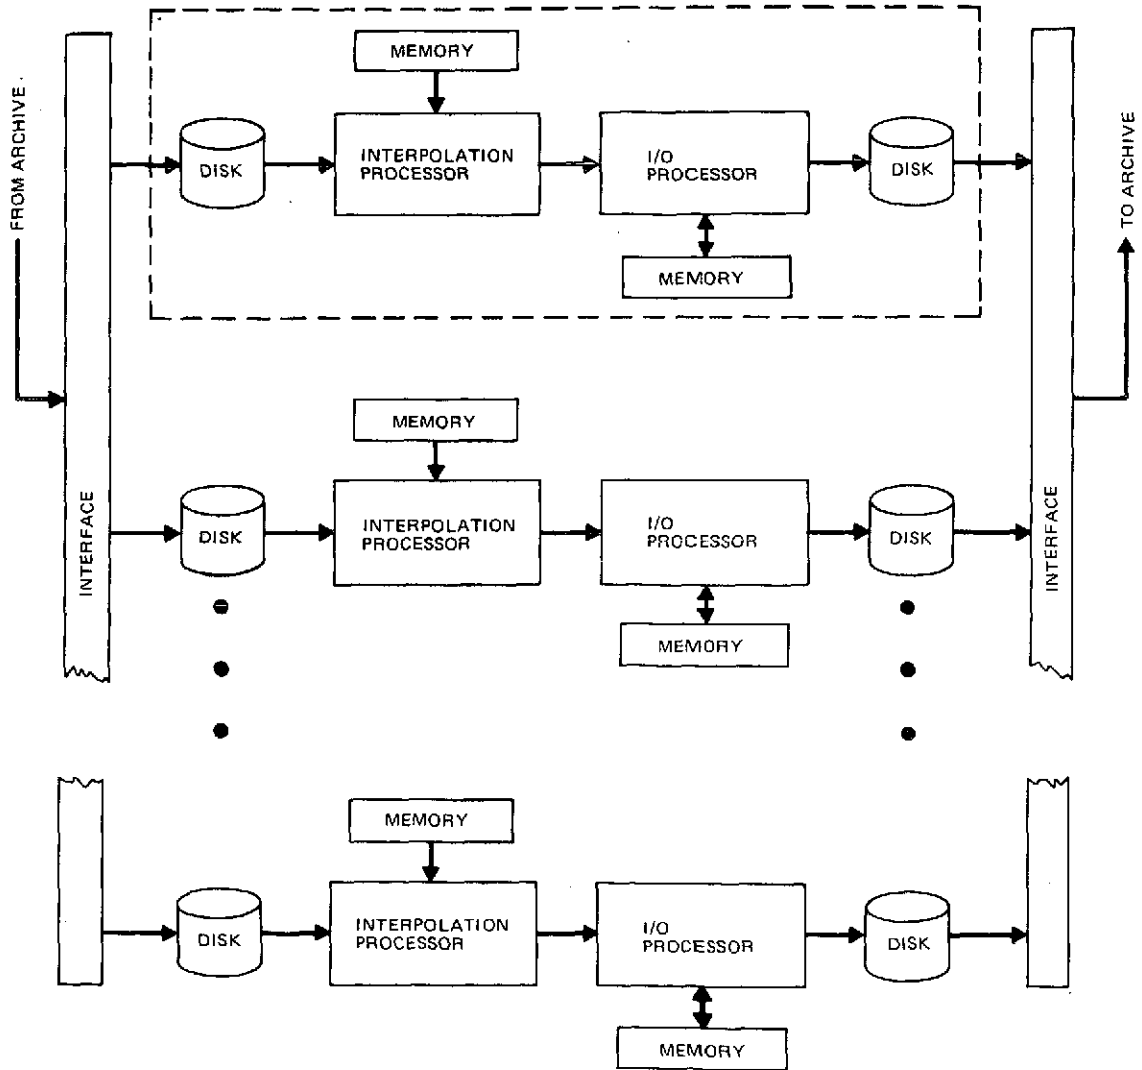 FROM ARCHIVE
INTERFACE
MEMORY
DISK
INTERPOLATION
PROCESSOR
I/O
PROCESSOR
DISK
MEMORY
INTERFACE
TO ARCHIVE
MEMORY
DISK
INTERPOLATION
PROCESSOR
I/O
PROCESSOR
DISK
MEMORY
MEMORY
DISK
INTERPOLATION
PROCESSOR
I/O
PROCESSOR
DISK
MEMORY